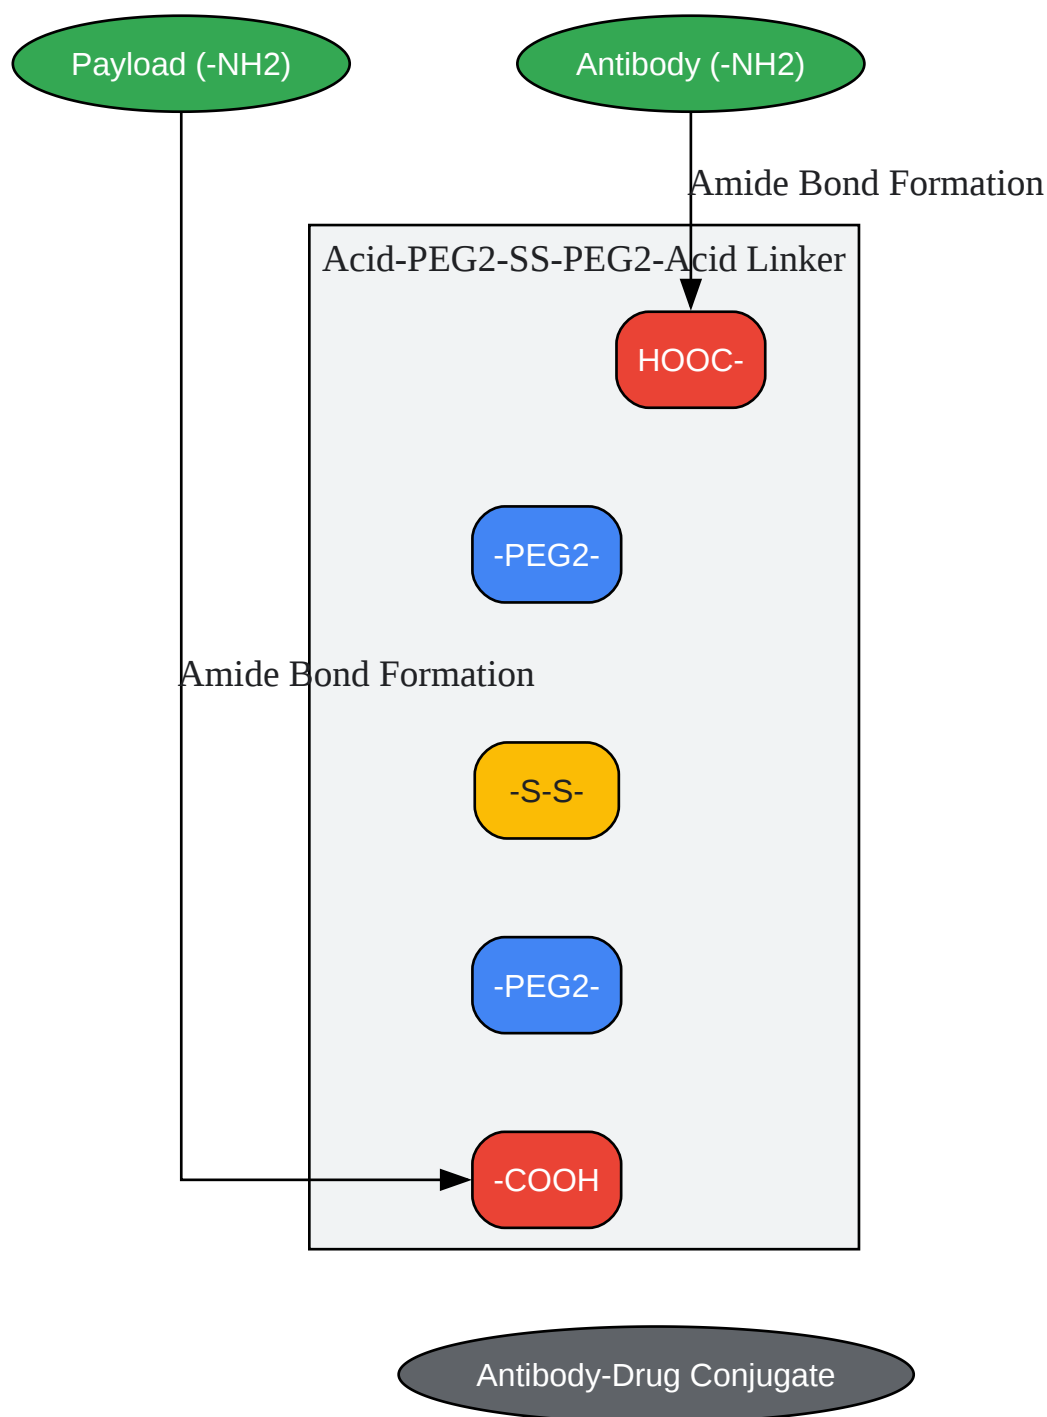 Payload (-NH2)
Antibody (-NH2)
Amide Bond Formation
Acid-PEG2-SS-PEG2-Acid Linker
HOOC-
-PEG2-
Amide Bond Formation
-S-S-
-PEG2-
-COOH
Antibody-Drug Conjugate